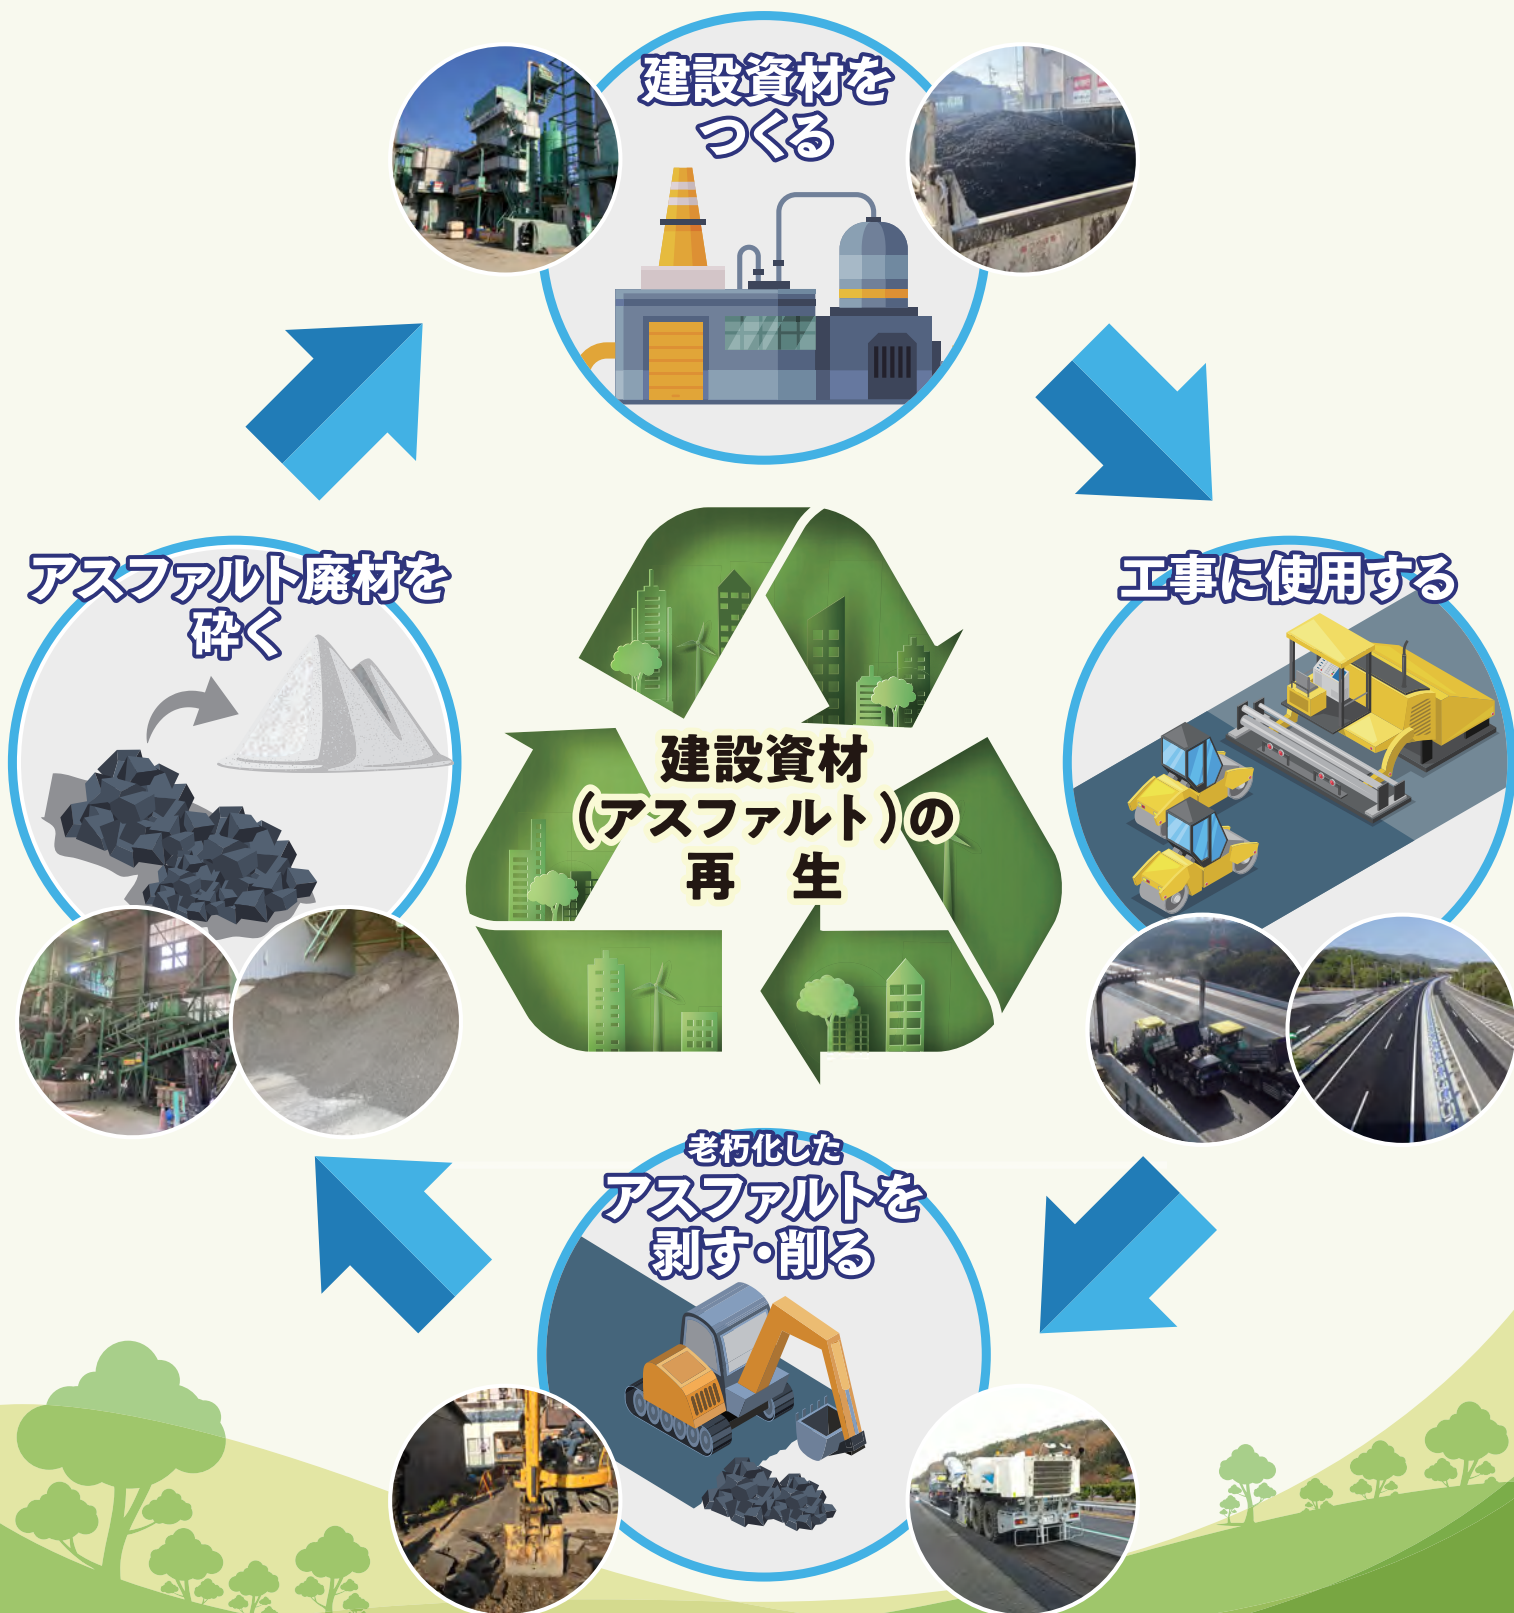 建設資材を
つくる
アスファルト廃材を
砕く
工事に使用する
建設資材
（アスファルト）の
再　生
老朽化した
アスファルトを
剥す・削る